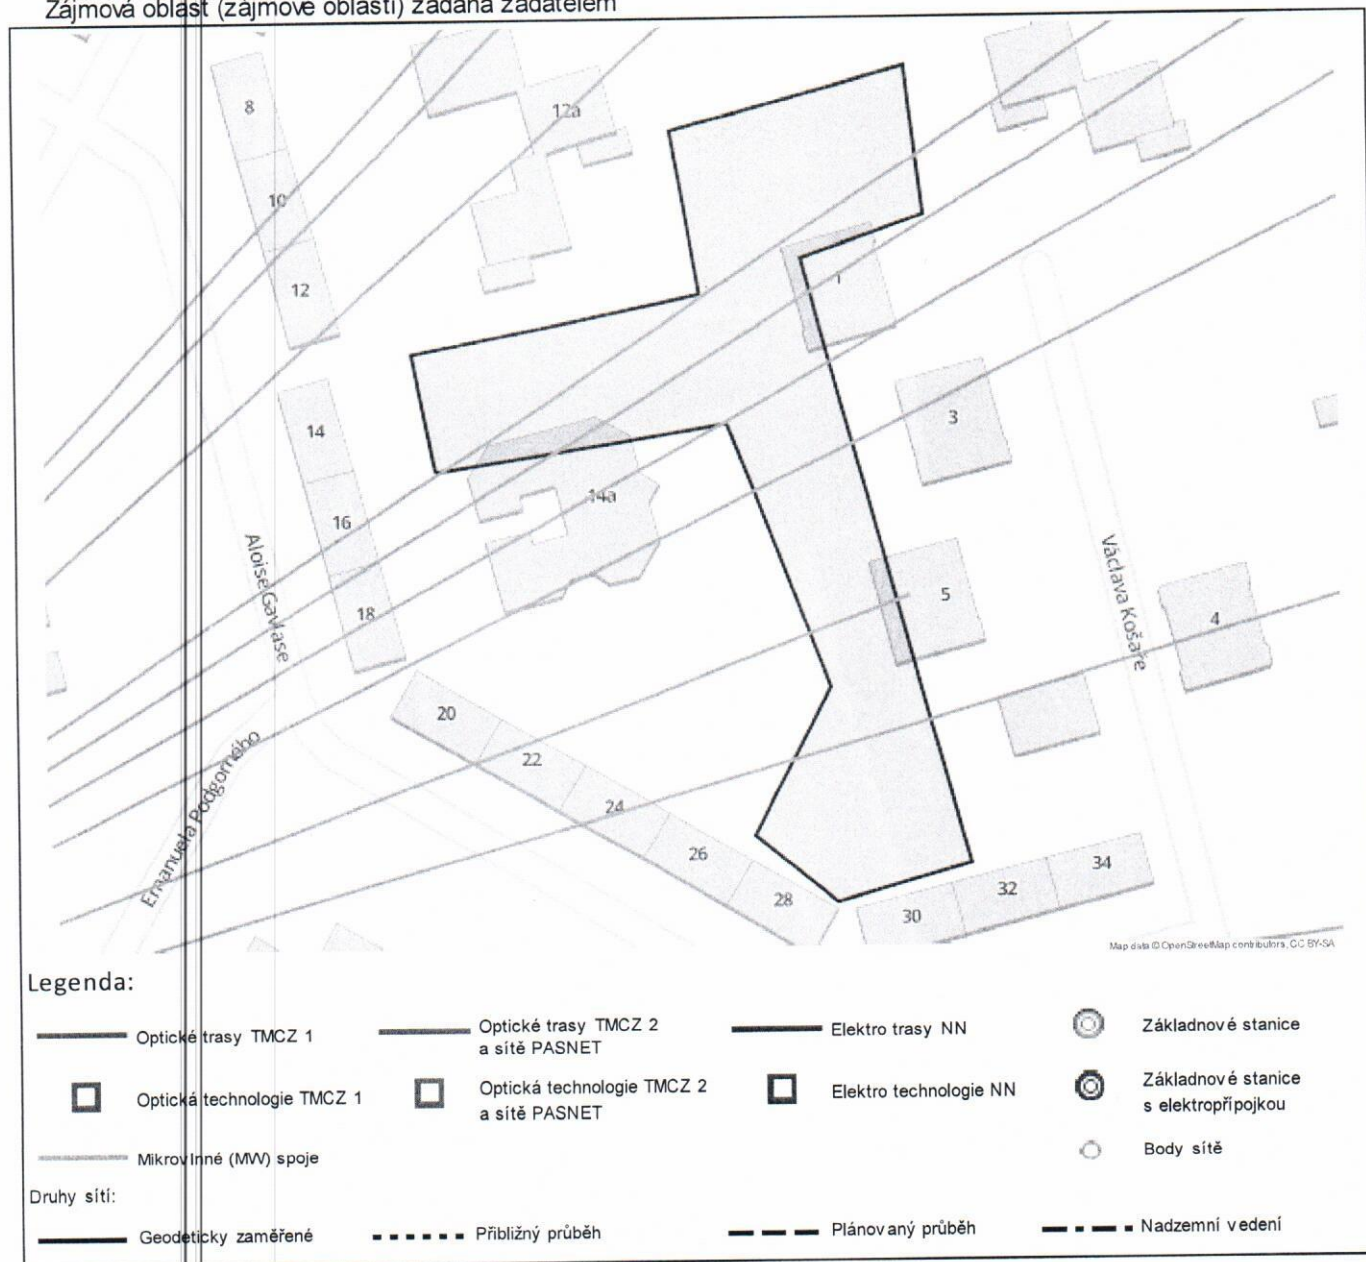 Zájmová oblast (zájmové oblasti) zadaná žadatelem
8
12a
10
12
1
14
3
14a
16
Aloise Gavlase
18
5
Václava Košaře
4
20
Emanuela Podgorného
22
24
26
28
34
32
30
Map data © OpenStreetMap contributors, CC BY-SA
Legenda:
Optické trasy TMCZ 1
Optické trasy TMCZ 2
a sítě PASNET
Elektro trasy NN
Základnové stanice
Optická technologie TMCZ 1
Optická technologie TMCZ 2
a sítě PASNET
Elektro technologie NN
Základnové stanice
s elektropřípojkou
Mikrovlnné (MW) spoje
Body sítě
Druhy sítí:
Geodeticky zaměřené
Přibližný průběh
Plánovaný průběh
Nadzemní vedení